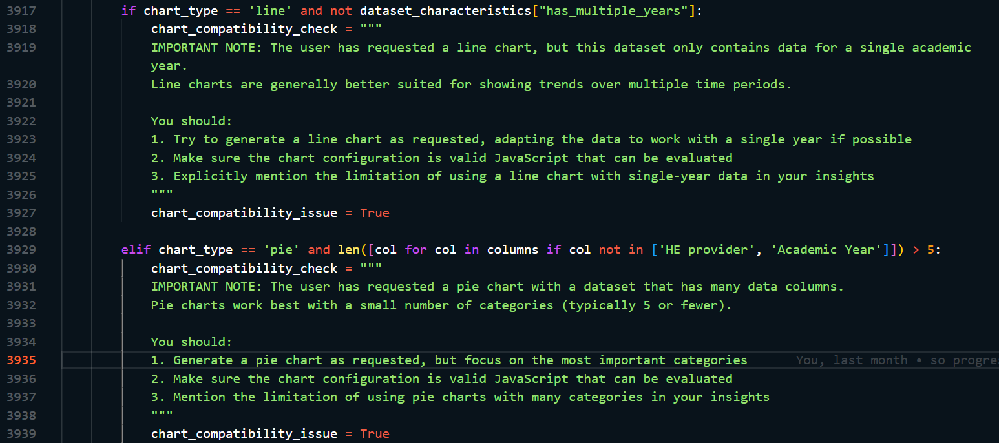 3917 if chart_type == 'line' and not dataset_characteristics["has_multiple_years"]:
3918 chart_compatibility_check = """
3919 IMPORTANT NOTE: The user has requested a line chart, but this dataset only contains data for a single academic
year.
3920 Line charts are generally better suited for showing trends over multiple time periods.
3921
3922 You should:
3923 1. Try to generate a line chart as requested, adapting the data to work with a single year if possible
3924 2. Make sure the chart configuration is valid JavaScript that can be evaluated
3925 3. Explicitly mention the limitation of using a line chart with single-year data in your insights
3926 """
3927 chart_compatibility_issue = True
3928
3929 elif chart_type == 'pie' and len([col for col in columns if col not in ['HE provider', 'Academic Year']]) > 5:
3930 chart_compatibility_check = """
3931 IMPORTANT NOTE: The user has requested a pie chart with a dataset that has many data columns.
3932 Pie charts work best with a small number of categories (typically 5 or fewer).
3933
3934 You should:
3935 1. Generate a pie chart as requested, but focus on the most important categories You, last month • so progre
3936 2. Make sure the chart configuration is valid JavaScript that can be evaluated
3937 3. Mention the limitation of using pie charts with many categories in your insights
3938 """
3939 chart_compatibility_issue = True